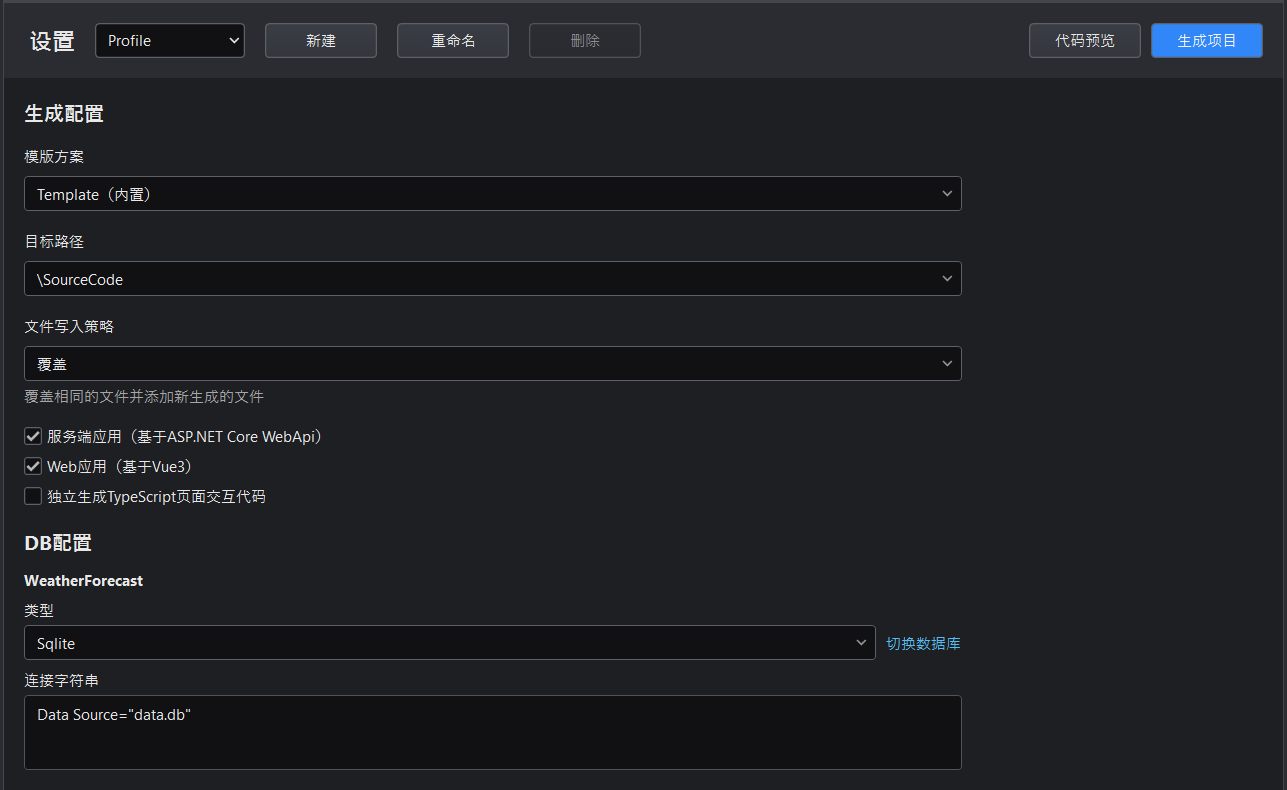 设置 Profile 新建 重命名 删除 代码预览 生成项目
生成配置
模版方案
Template（内置）
目标路径
\SourceCode
文件写入策略
覆盖
覆盖相同的文件并添加新生成的文件
服务端应用（基于ASP.NET Core WebApi）
Web应用（基于Vue3）
独立生成TypeScript页面交互代码
DB配置
WeatherForecast
类型
Sqlite 切换数据库
连接字符串
Data Source="data.db"